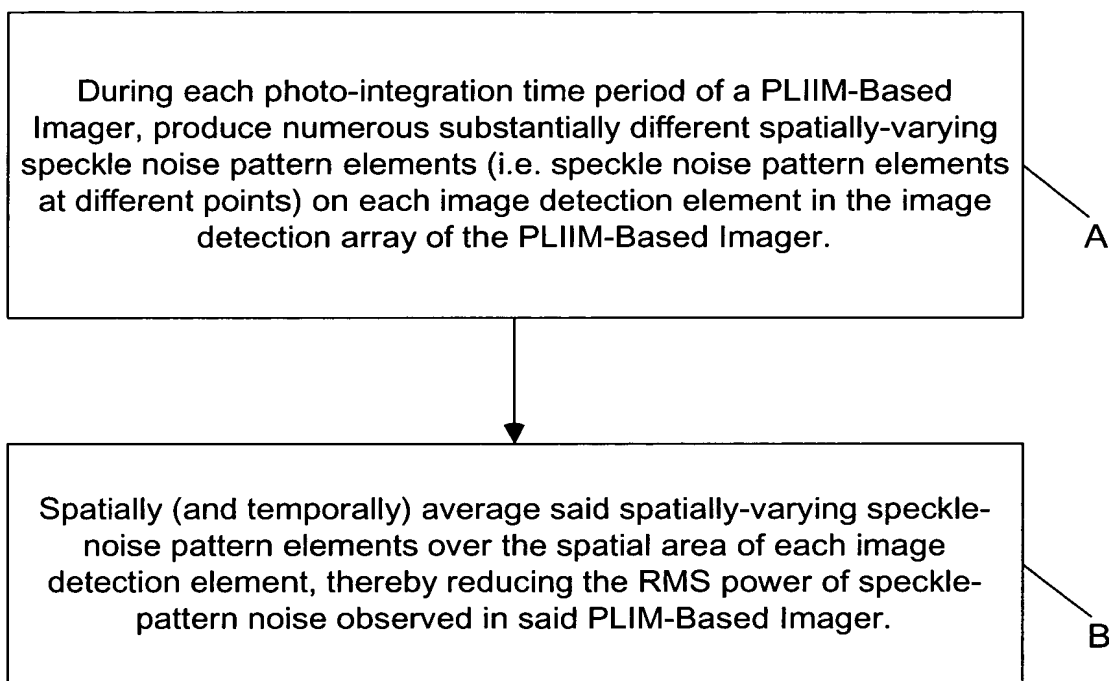 During each photo-integration time period of a PLIIM-Based
Imager, produce numerous substantially different spatially-varying
speckle noise pattern elements (i.e. speckle noise pattern elements
at different points) on each image detection element in the image
detection array of the PLIIM-Based Imager.
A
Spatially (and temporally) average said spatially-varying speckle-
noise pattern elements over the spatial area of each image
detection element, thereby reducing the RMS power of speckle-
pattern noise observed in said PLIM-Based Imager.
B